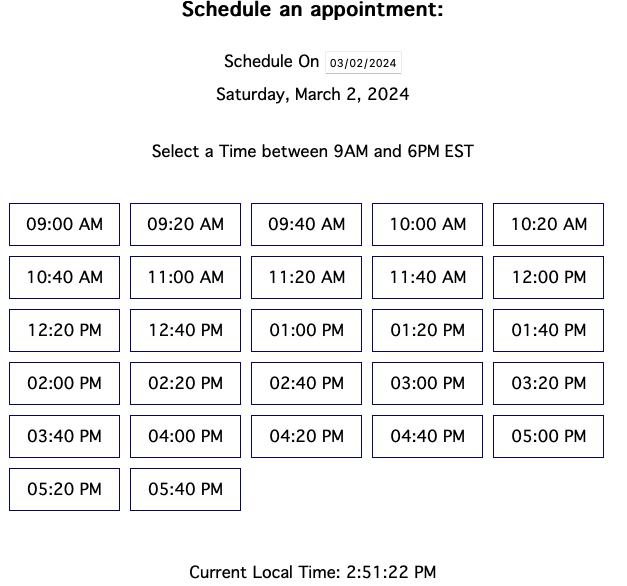 Schedule an appointment:
Schedule On 03/02/2024
Saturday, March 2, 2024
Select a Time between 9AM and 6PM EST
09:00 AM 09:20 AM 09:40 AM 10:00 AM 10:20 AM
10:40 AM 11:00 AM 11:20 AM 11:40 AM 12:00 PM
12:20 PM 12:40 PM 01:00 PM 01:20 PM 01:40 PM
02:00 PM 02:20 PM 02:40 PM 03:00 PM 03:20 PM
03:40 PM 04:00 PM 04:20 PM 04:40 PM 05:00 PM
05:20 PM 05:40 PM
Current Local Time: 2:51:22 PM